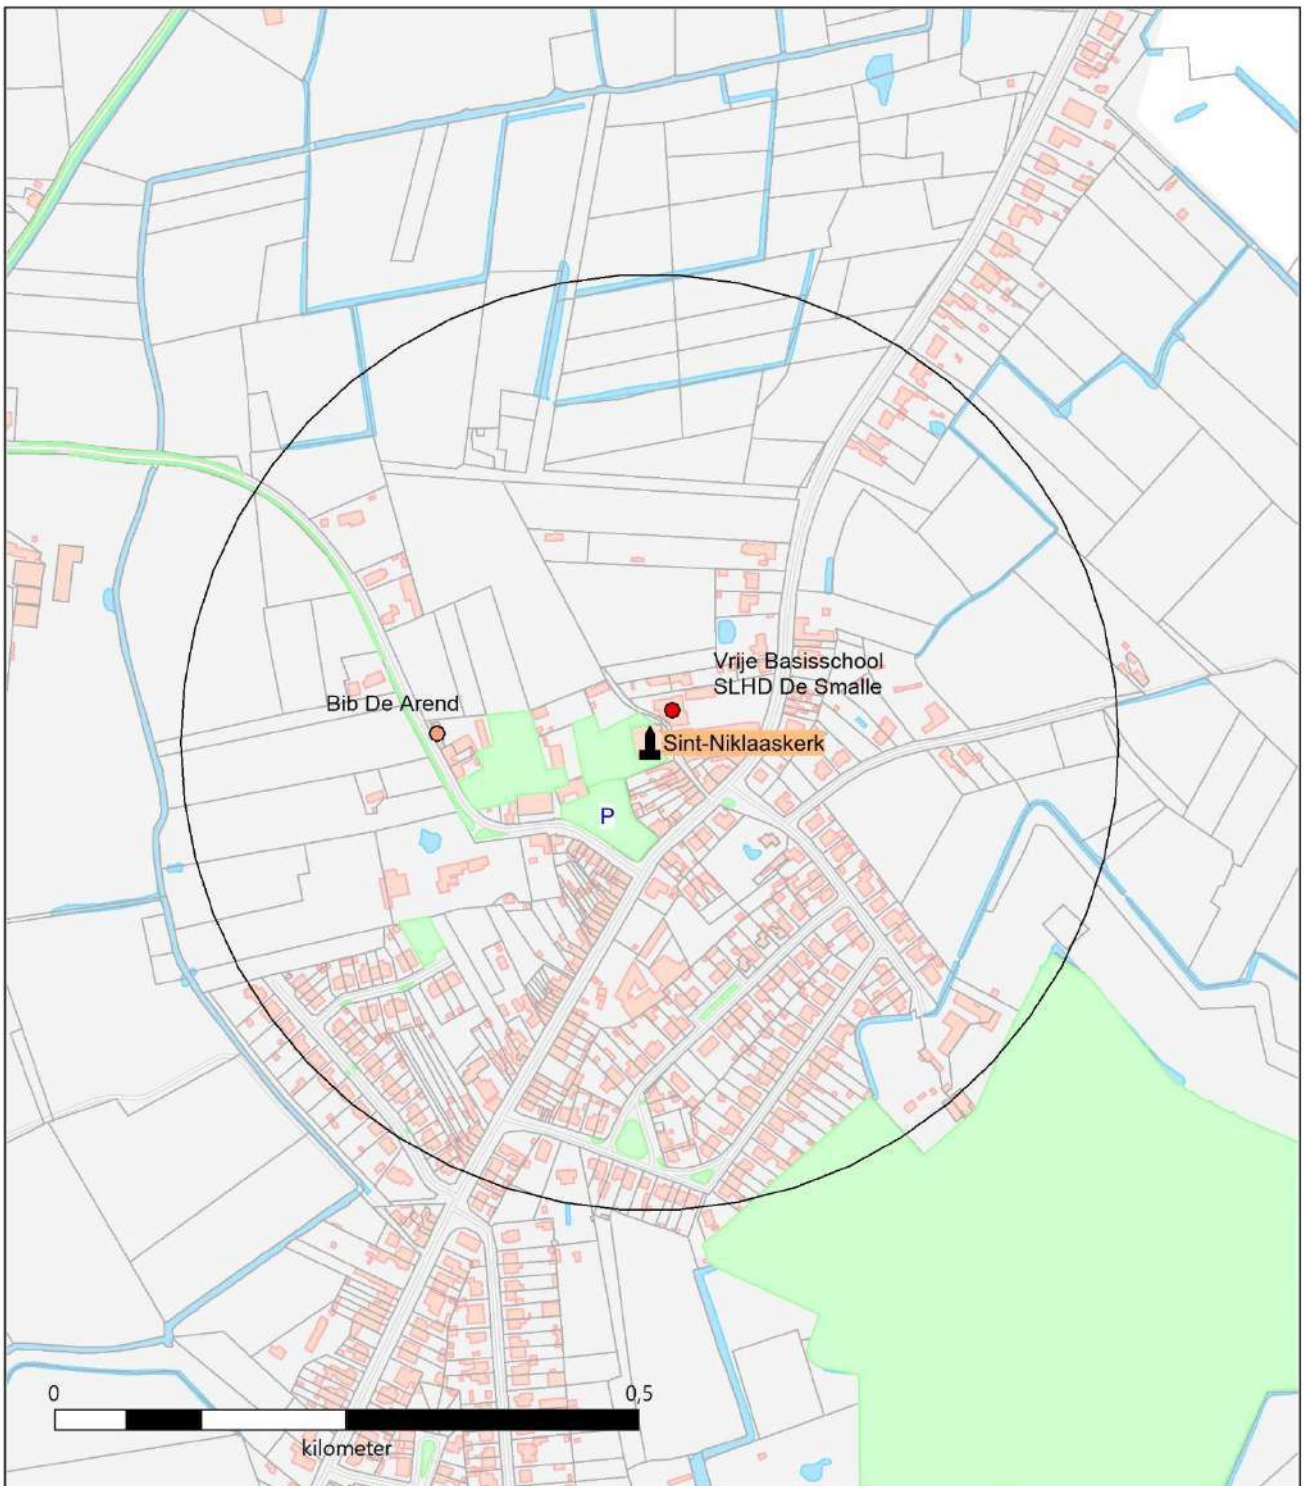 Vrije Basisschool
SLHD De Smalle
Bib De Arend
Sint-Niklaaskerk
P
0 0,5
kilometer